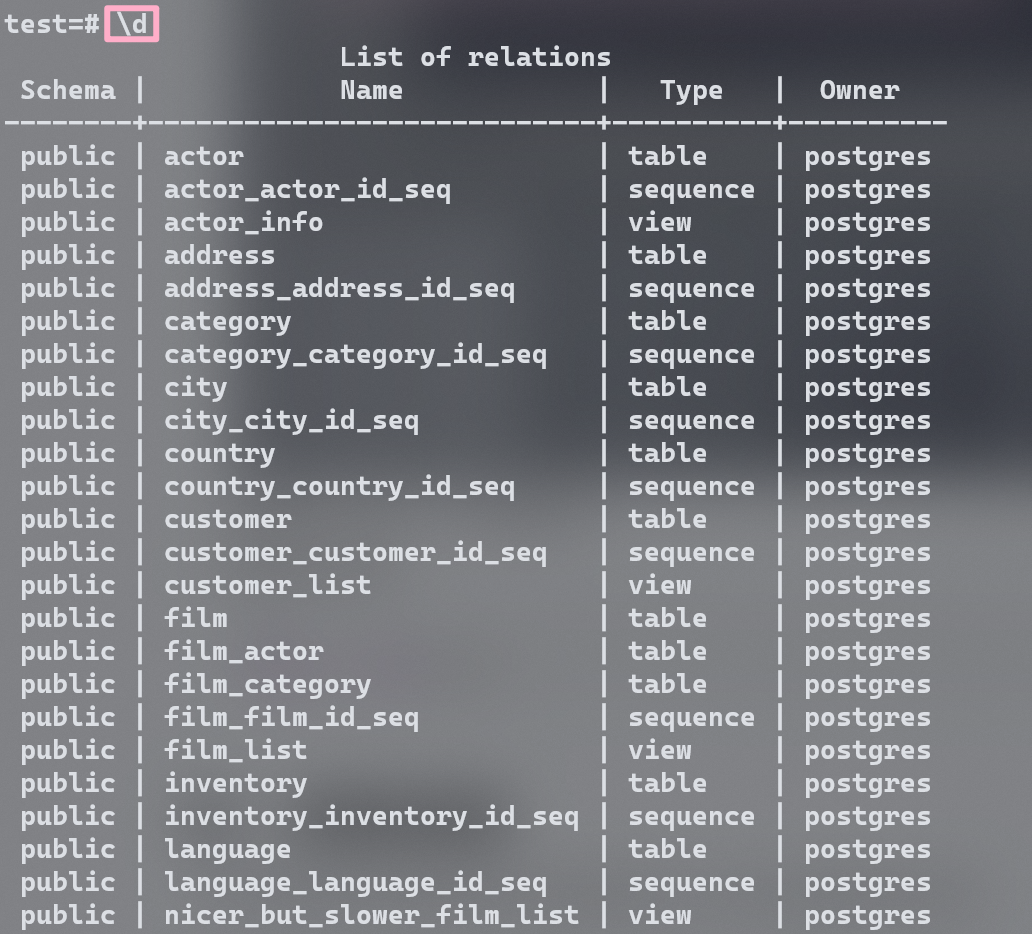 test=# \d
                                          List of relations
 Schema |            Name            |   Type   |  Owner
--------+----------------------------+----------+----------
 public | actor                      | table    | postgres
 public | actor_actor_id_seq         | sequence | postgres
 public | actor_info                 | view     | postgres
 public | address                    | table    | postgres
 public | address_address_id_seq     | sequence | postgres
 public | category                   | table    | postgres
 public | category_category_id_seq   | sequence | postgres
 public | city                       | table    | postgres
 public | city_city_id_seq           | sequence | postgres
 public | country                    | table    | postgres
 public | country_country_id_seq     | sequence | postgres
 public | customer                   | table    | postgres
 public | customer_customer_id_seq   | sequence | postgres
 public | customer_list              | view     | postgres
 public | film                       | table    | postgres
 public | film_actor                 | table    | postgres
 public | film_category              | table    | postgres
 public | film_film_id_seq           | sequence | postgres
 public | film_list                  | view     | postgres
 public | inventory                  | table    | postgres
 public | inventory_inventory_id_seq | sequence | postgres
 public | language                   | table    | postgres
 public | language_language_id_seq   | sequence | postgres
 public | nicer_but_slower_film_list | view     | postgres